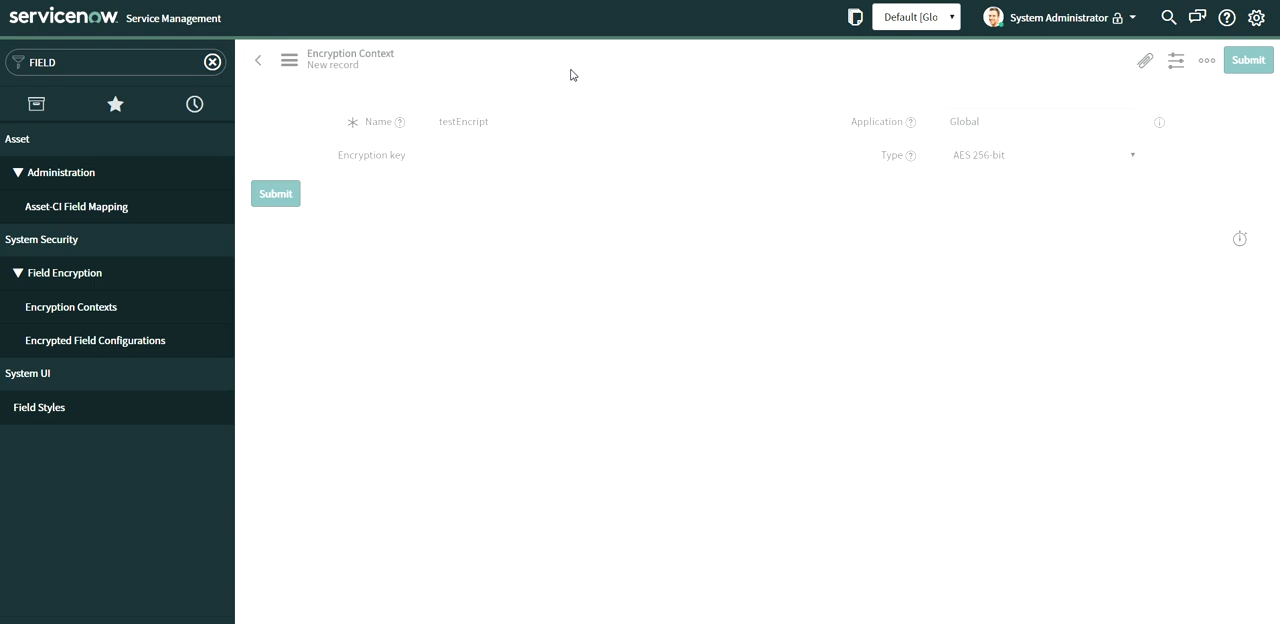 servicenow. Service Management
Default [Glo
System Administrator
FIELD
Asset
Administration
Asset-CI Field Mapping
System Security
Field Encryption
Encryption Contexts
Encrypted Field Configurations
System UI
Field Styles
Encryption Context
New record
Submit
Name
testEncript
Application
Global
Encryption key
Type
AES 256-bit
Submit